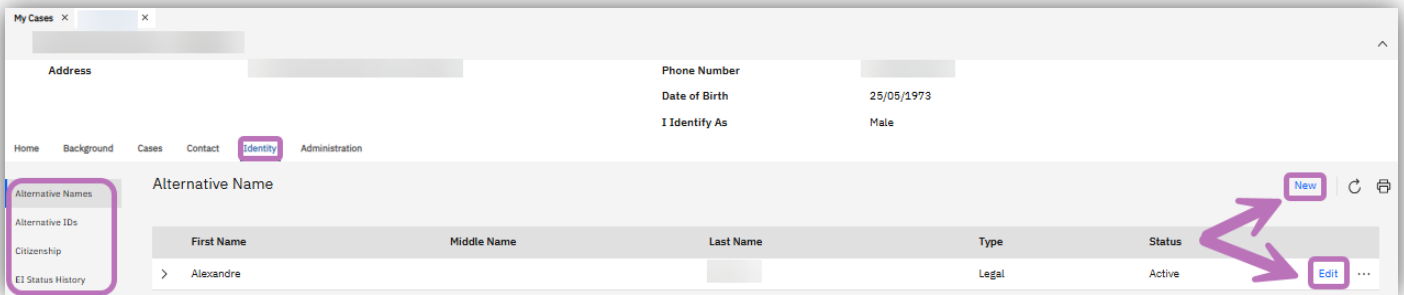 My Cases
Address
Phone Number
Date of Birth 25/05/1973
I Identify As Male
Home Background Cases Contact Identity Administration
Alternative Names
Alternative IDs
Citizenship
EI Status History
Alternative Name
New
First Name Middle Name Last Name Type Status
Alexandre Legal Active Edit